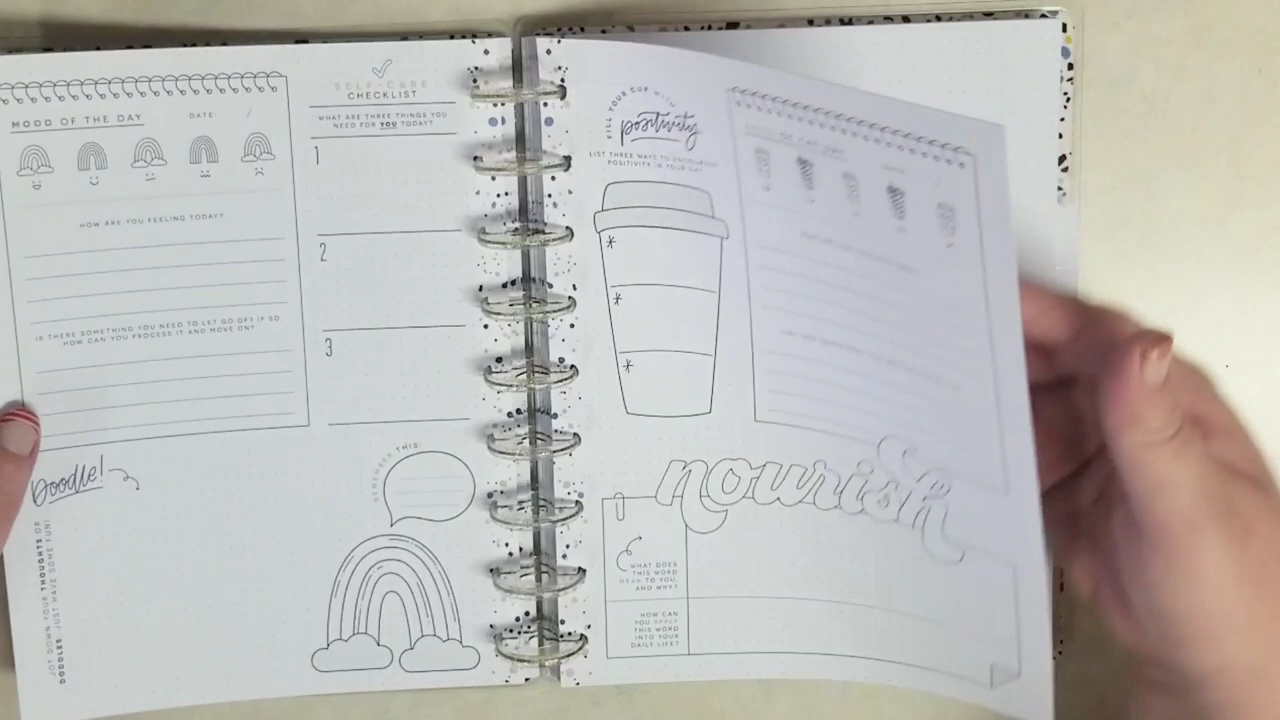 MOOD OF THE DAY
DATE: /
HOW ARE YOU FEELING TODAY?
IS THERE SOMETHING YOU NEED TO LET GO OF? IF SO,
HOW CAN YOU PROCESS IT AND MOVE ON?
SELF-CARE
CHECKLIST
WHAT ARE THREE THINGS YOU
NEED FOR YOU TODAY?
1
2
3
Doodle!
JOT DOWN YOUR THOUGHTS OR
DOODLES. JUST HAVE SOME FUN!
REMEMBER THIS:
FILL YOUR CUP WITH
positivity
LIST THREE WAYS TO ENCOURAGE
POSITIVITY IN YOUR DAY
nourish
WHAT DOES
THIS WORD
MEAN TO YOU,
AND WHY?
HOW CAN
YOU APPLY
THIS WORD
INTO YOUR
DAILY LIFE?